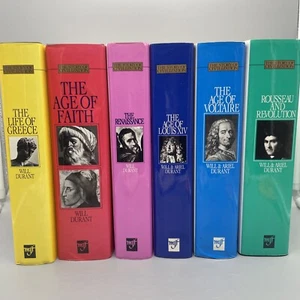 THE LIFE OF
GREECE
WILL
DURANT
THE AGE OF
FAITH
WILL
DURANT
THE
RENAISSANCE
WILL
DURANT
THE
AGE OF
LOUIS XIV
WILL & ARIEL
DURANT
THE
AGE OF
VOLTAIRE
WILL & ARIEL
DURANT
ROUSSEAU
AND
REVOLUTION
WILL & ARIEL
DURANT